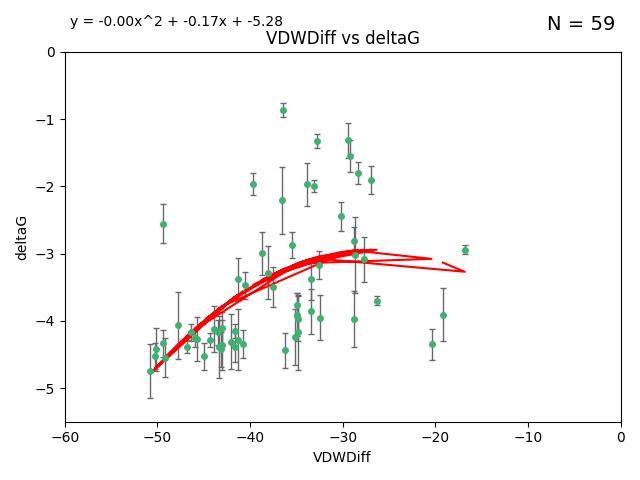 y = -0.00x^2 + -0.17x + -5.28
N = 59
VDWDiff vs deltaG
0
−1
−2
−3
−4
−5
deltaG
−60
−50
−40
−30
−20
−10
0
VDWDiff